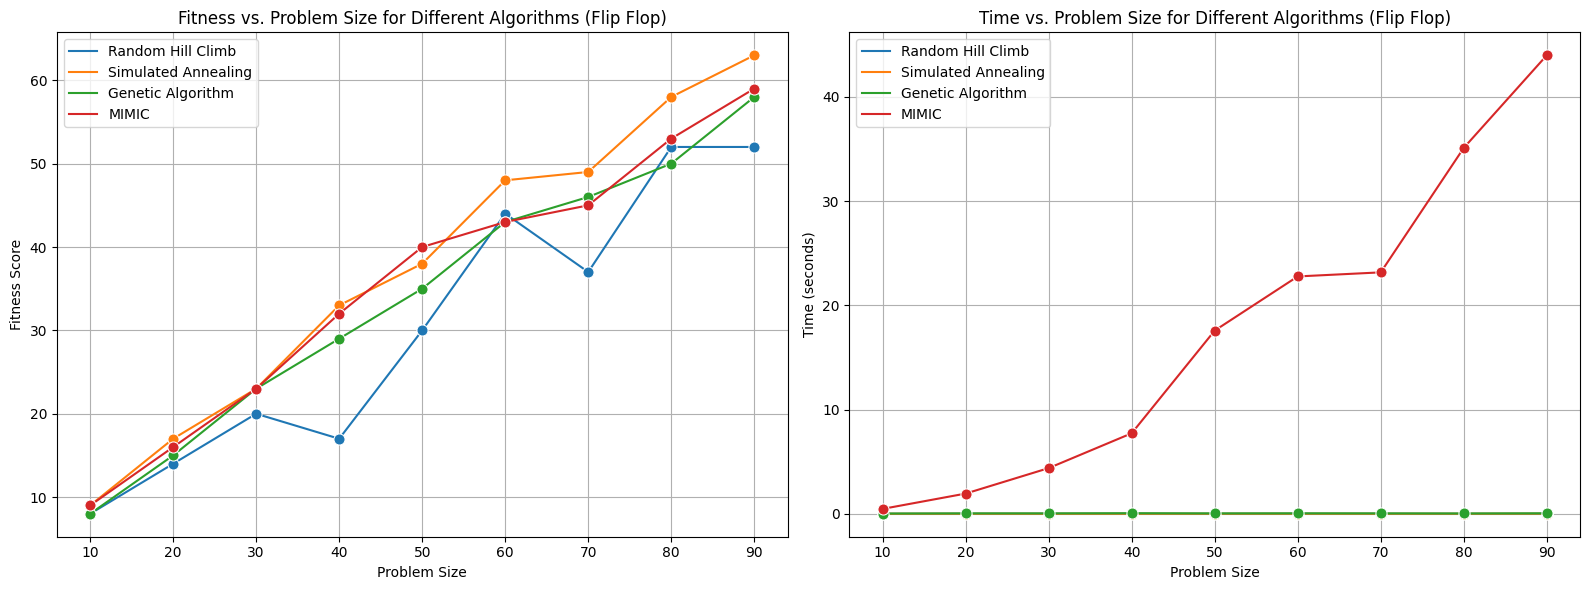 Fitness vs. Problem Size for Different Algorithms (Flip Flop)
Random Hill Climb
Simulated Annealing
Genetic Algorithm
MIMIC
Fitness Score
60
50
40
30
20
10
10 20 30 40 50 60 70 80 90
Problem Size
Time vs. Problem Size for Different Algorithms (Flip Flop)
Random Hill Climb
Simulated Annealing
Genetic Algorithm
MIMIC
Time (seconds)
40
30
20
10
0
10 20 30 40 50 60 70 80 90
Problem Size